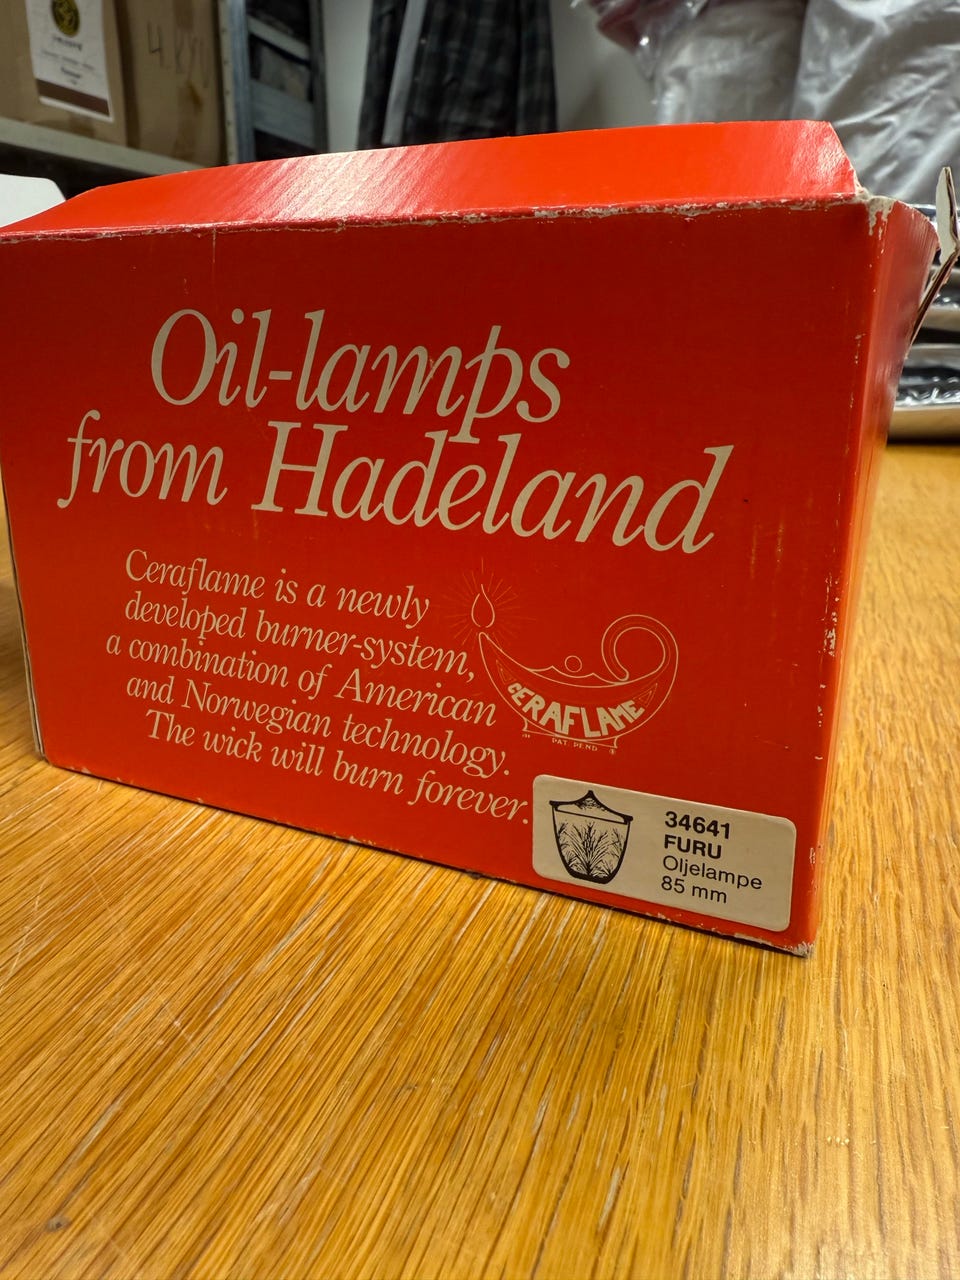 Oil-lamps
from Hadeland
Ceraflame is a newly
developed burner-system,
a combination of American
and Norwegian technology.
The wick will burn forever.
CERAFLAME
PAT. PEND.
34641
FURU
Oljelampe
85 mm